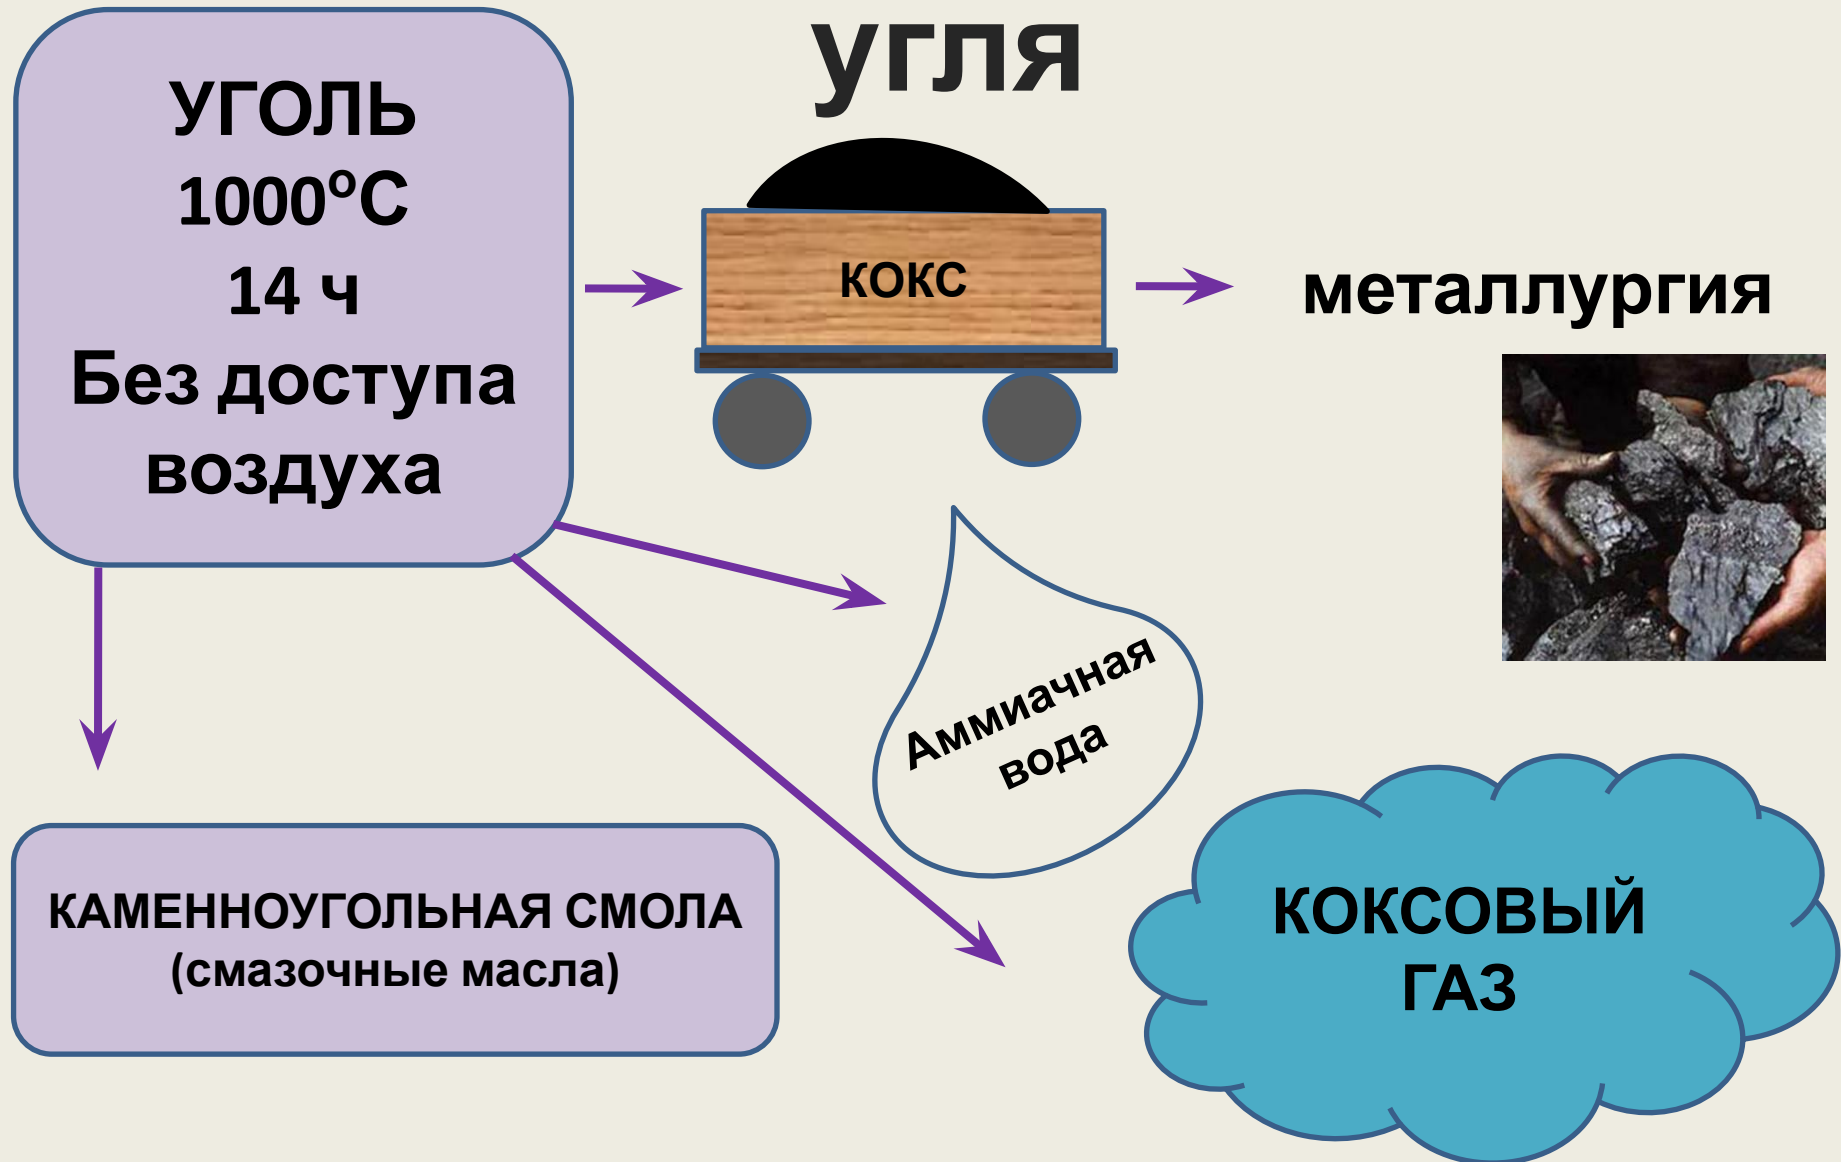 угля
УГОЛЬ
1000°С
14 ч
Без доступа
воздуха
КОКС
металлургия
Аммиачная
вода
КАМЕННОУГОЛЬНАЯ СМОЛА
(смазочные масла)
КОКСОВЫЙ
ГАЗ